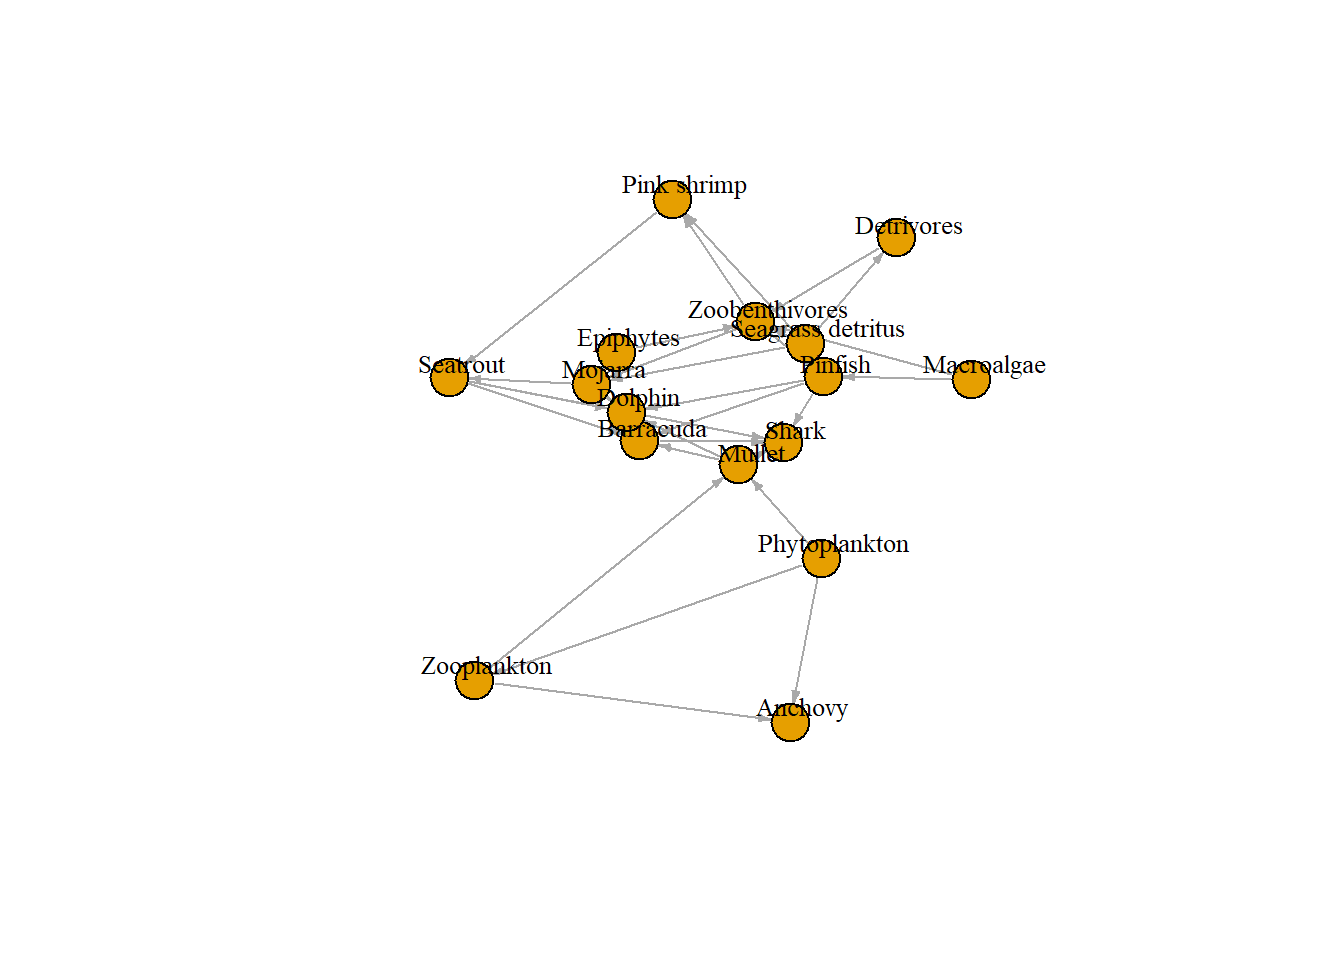 Pink shrimp
Detrivores
Zoobenthivores
Seagrass detritus
Epiphytes
Seatrout
Mojarra
Pinfish
Macroalgae
Dolphin
Barracuda
Shark
Mullet
Phytoplankton
Zooplankton
Anchovy